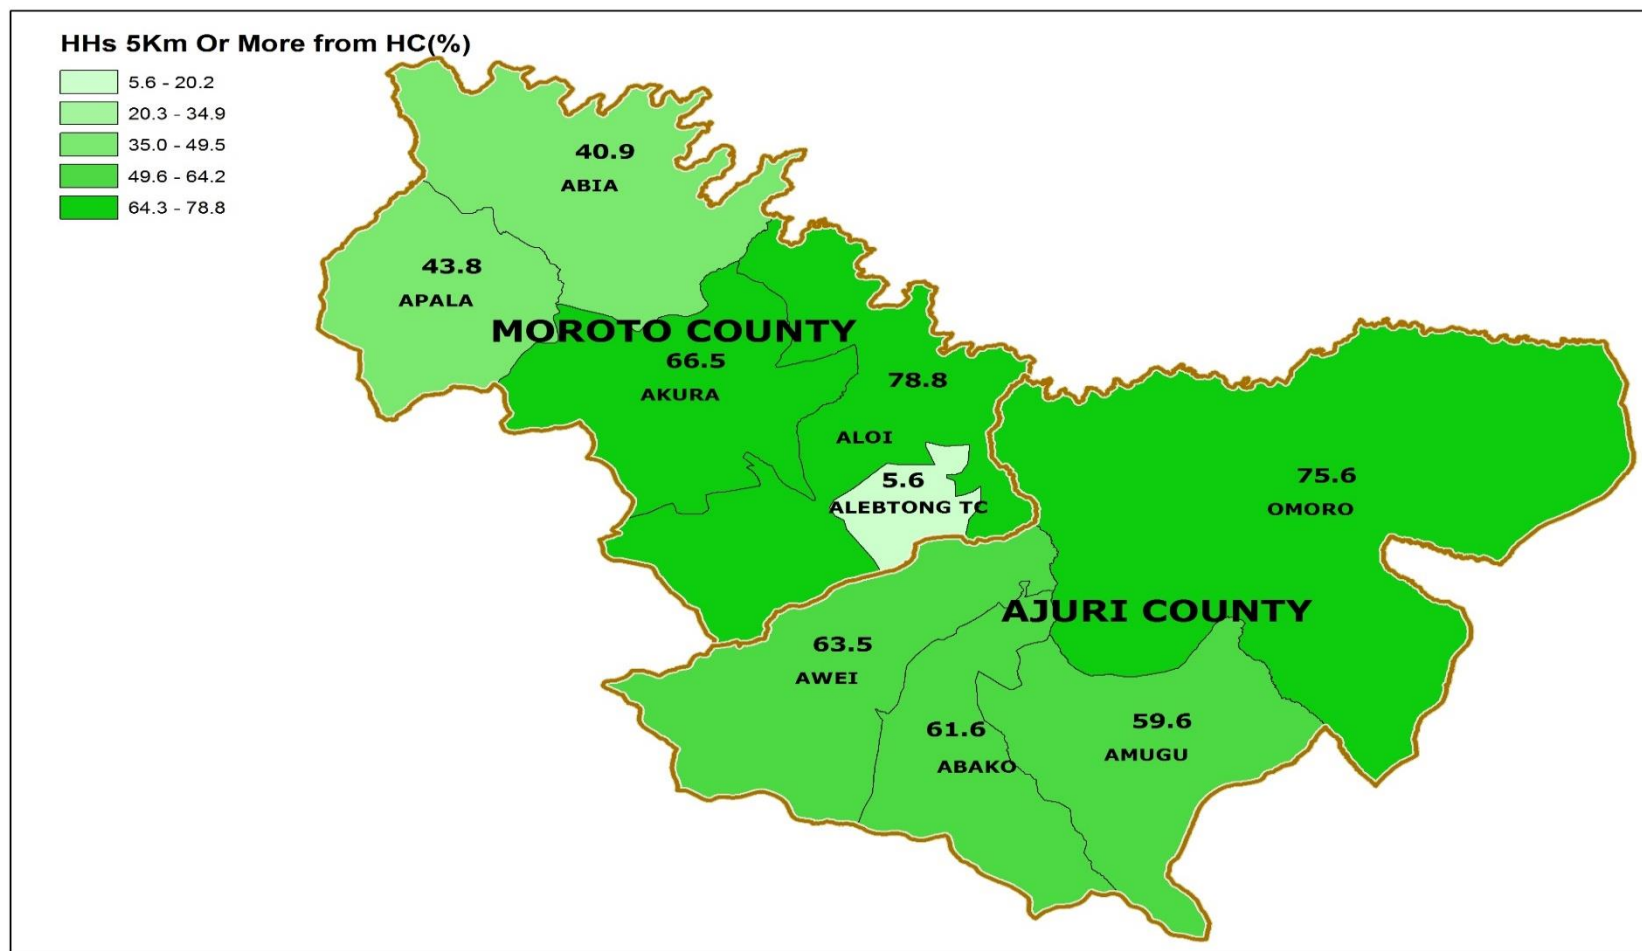 HHs 5Km Or More from HC(%)
5.6 - 20.2
20.3 - 34.9
35.0 - 49.5
49.6 - 64.2
64.3 - 78.8
40.9
ABIA
43.8
APALA
MOROTO COUNTY
66.5
AKURA
78.8
ALOI
5.6
ALEBTONG TC
75.6
OMORO
AJURI COUNTY
63.5
AWEI
61.6
ABAKO
59.6
AMUGU